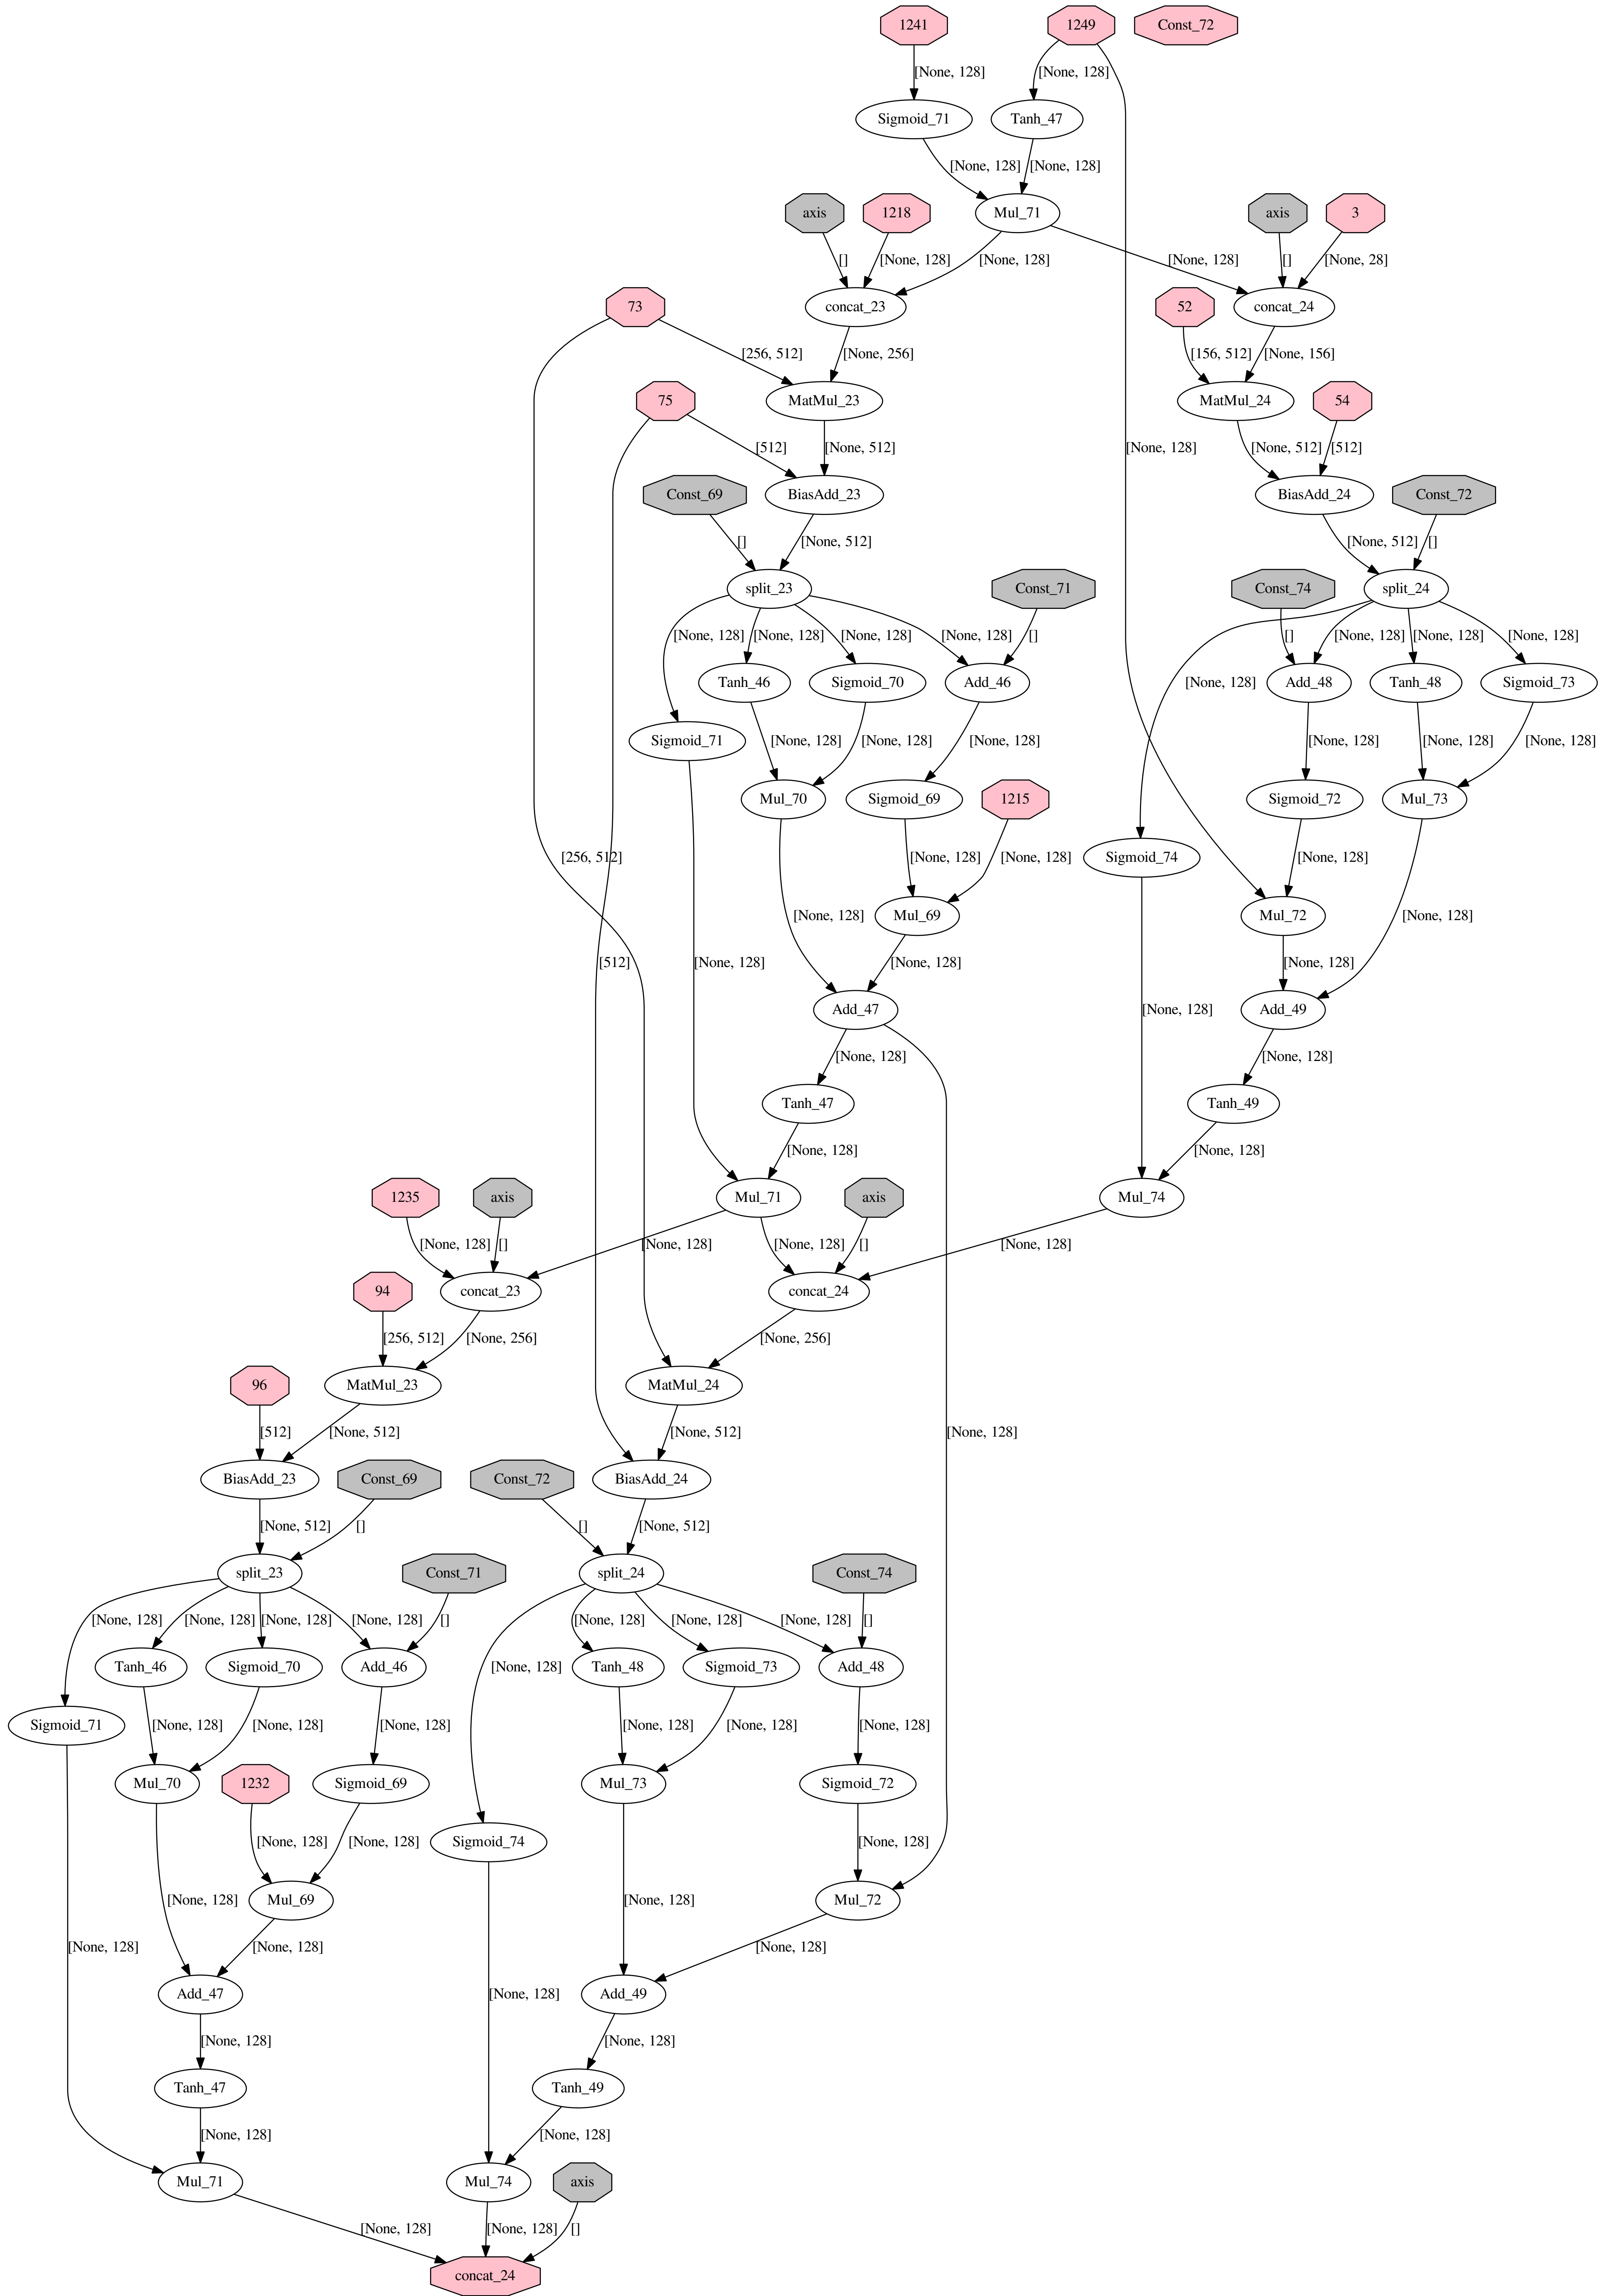 1241 1249 Const_72
[None, 128] [None, 128]
Sigmoid_71 Tanh_47
[None, 128] [None, 128]
axis 1218 Mul_71 axis 3
[] [None, 128] [None, 128] [None, 128] [] [None, 28]
73 concat_23 52 concat_24
[256, 512] [None, 256] [156, 512] [None, 156]
75 MatMul_23 MatMul_24 54
[512] [None, 512] [None, 128] [None, 512] [512]
Const_69 BiasAdd_23 BiasAdd_24 Const_72
[] [None, 512] [None, 512] []
split_23 Const_71 Const_74 split_24
[None, 128] [None, 128] [None, 128] [None, 128] [] [] [None, 128] [None, 128] [None, 128]
Tanh_46 Sigmoid_70 Add_46 [None, 128] Add_48 Tanh_48 Sigmoid_73
Sigmoid_71 [None, 128] [None, 128] [None, 128] [None, 128] [None, 128] [None, 128]
Mul_70 Sigmoid_69 1215 Sigmoid_72 Mul_73
[256, 512] [None, 128] [None, 128] Sigmoid_74 [None, 128]
[None, 128] Mul_69 Mul_72 [None, 128]
[512] [None, 128] [None, 128] [None, 128]
Add_47 [None, 128] Add_49
[None, 128] [None, 128]
Tanh_47 Tanh_49
[None, 128] [None, 128]
1235 axis Mul_71 axis Mul_74
[None, 128] [] [None, 128] [None, 128] [] [None, 128]
94 concat_23 concat_24
[256, 512] [None, 256] [None, 256]
96 MatMul_23 MatMul_24
[512] [None, 512] [None, 512] [None, 128]
BiasAdd_23 Const_69 Const_72 BiasAdd_24
[None, 512] [] [] [None, 512]
split_23 Const_71 split_24 Const_74
[None, 128] [None, 128] [None, 128] [None, 128] [] [None, 128] [None, 128] [None, 128] []
Tanh_46 Sigmoid_70 Add_46 [None, 128] Tanh_48 Sigmoid_73 Add_48
Sigmoid_71 [None, 128] [None, 128] [None, 128] [None, 128] [None, 128] [None, 128]
Mul_70 1232 Sigmoid_69 Mul_73 Sigmoid_72
[None, 128] [None, 128] Sigmoid_74 [None, 128]
[None, 128] Mul_69 [None, 128] Mul_72
[None, 128] [None, 128] [None, 128]
Add_47 [None, 128] Add_49
[None, 128] [None, 128]
Tanh_47 Tanh_49
[None, 128] [None, 128]
Mul_71 Mul_74 axis
[None, 128] [None, 128] []
concat_24